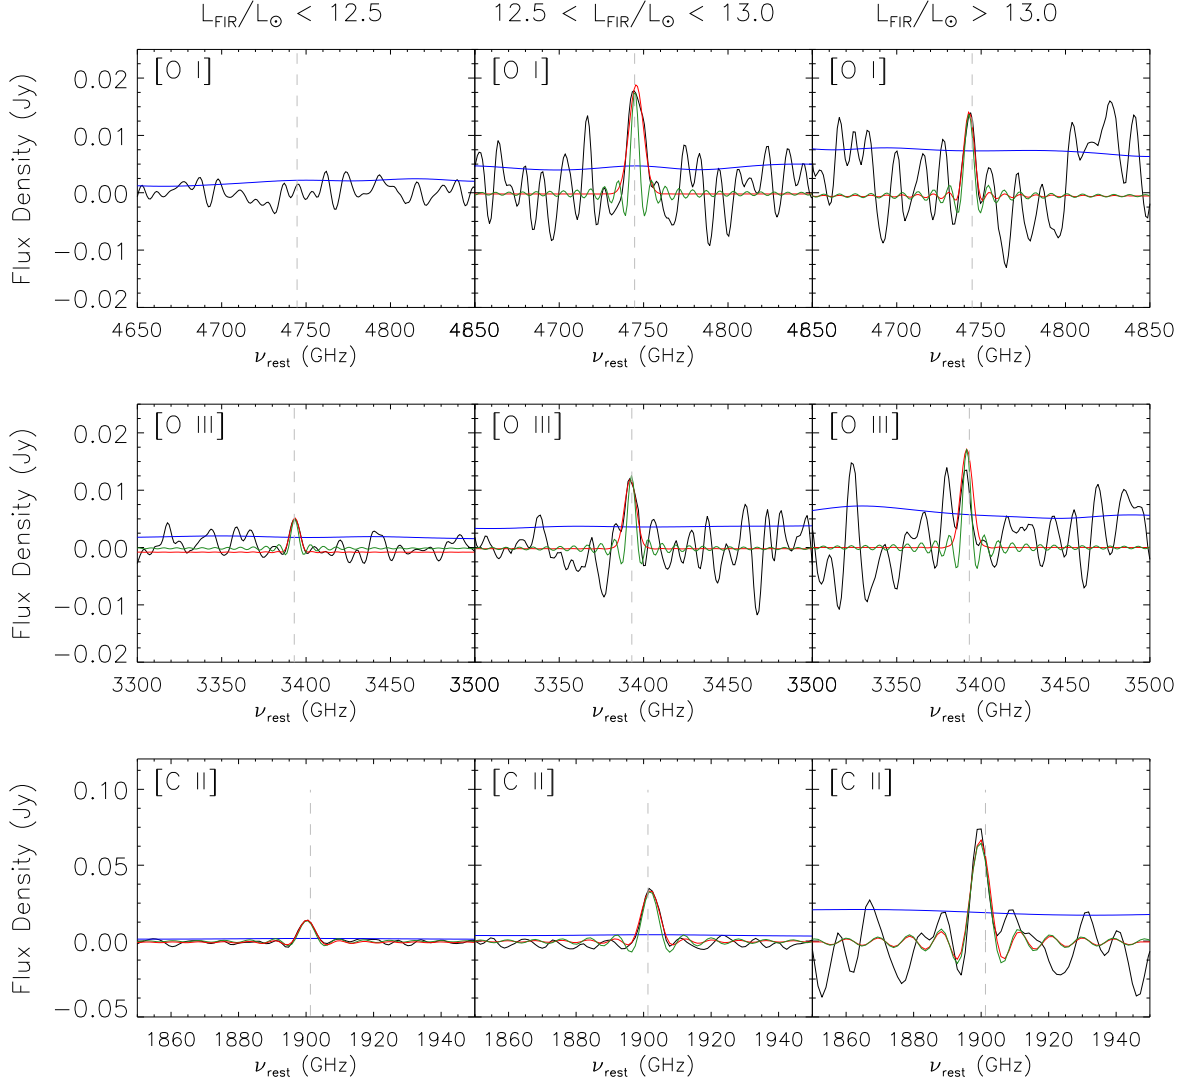 L_FIR/L_⊙ < 12.5    12.5 < L_FIR/L_⊙ < 13.0    L_FIR/L_⊙ > 13.0
[O I]    [O I]    [O I]
0.02
0.01
0.00
−0.01
−0.02
Flux Density (Jy)
4650 4700 4750 4800 4850    4650 4700 4750 4800 4850    4650 4700 4750 4800 4850
ν_rest (GHz)    ν_rest (GHz)    ν_rest (GHz)
[O III]    [O III]    [O III]
0.02
0.01
0.00
−0.01
−0.02
Flux Density (Jy)
3300 3350 3400 3450 3500    3300 3350 3400 3450 3500    3300 3350 3400 3450 3500
ν_rest (GHz)    ν_rest (GHz)    ν_rest (GHz)
[C II]    [C II]    [C II]
0.10
0.05
0.00
−0.05
Flux Density (Jy)
1860 1880 1900 1920 1940    1860 1880 1900 1920 1940    1860 1880 1900 1920 1940
ν_rest (GHz)    ν_rest (GHz)    ν_rest (GHz)